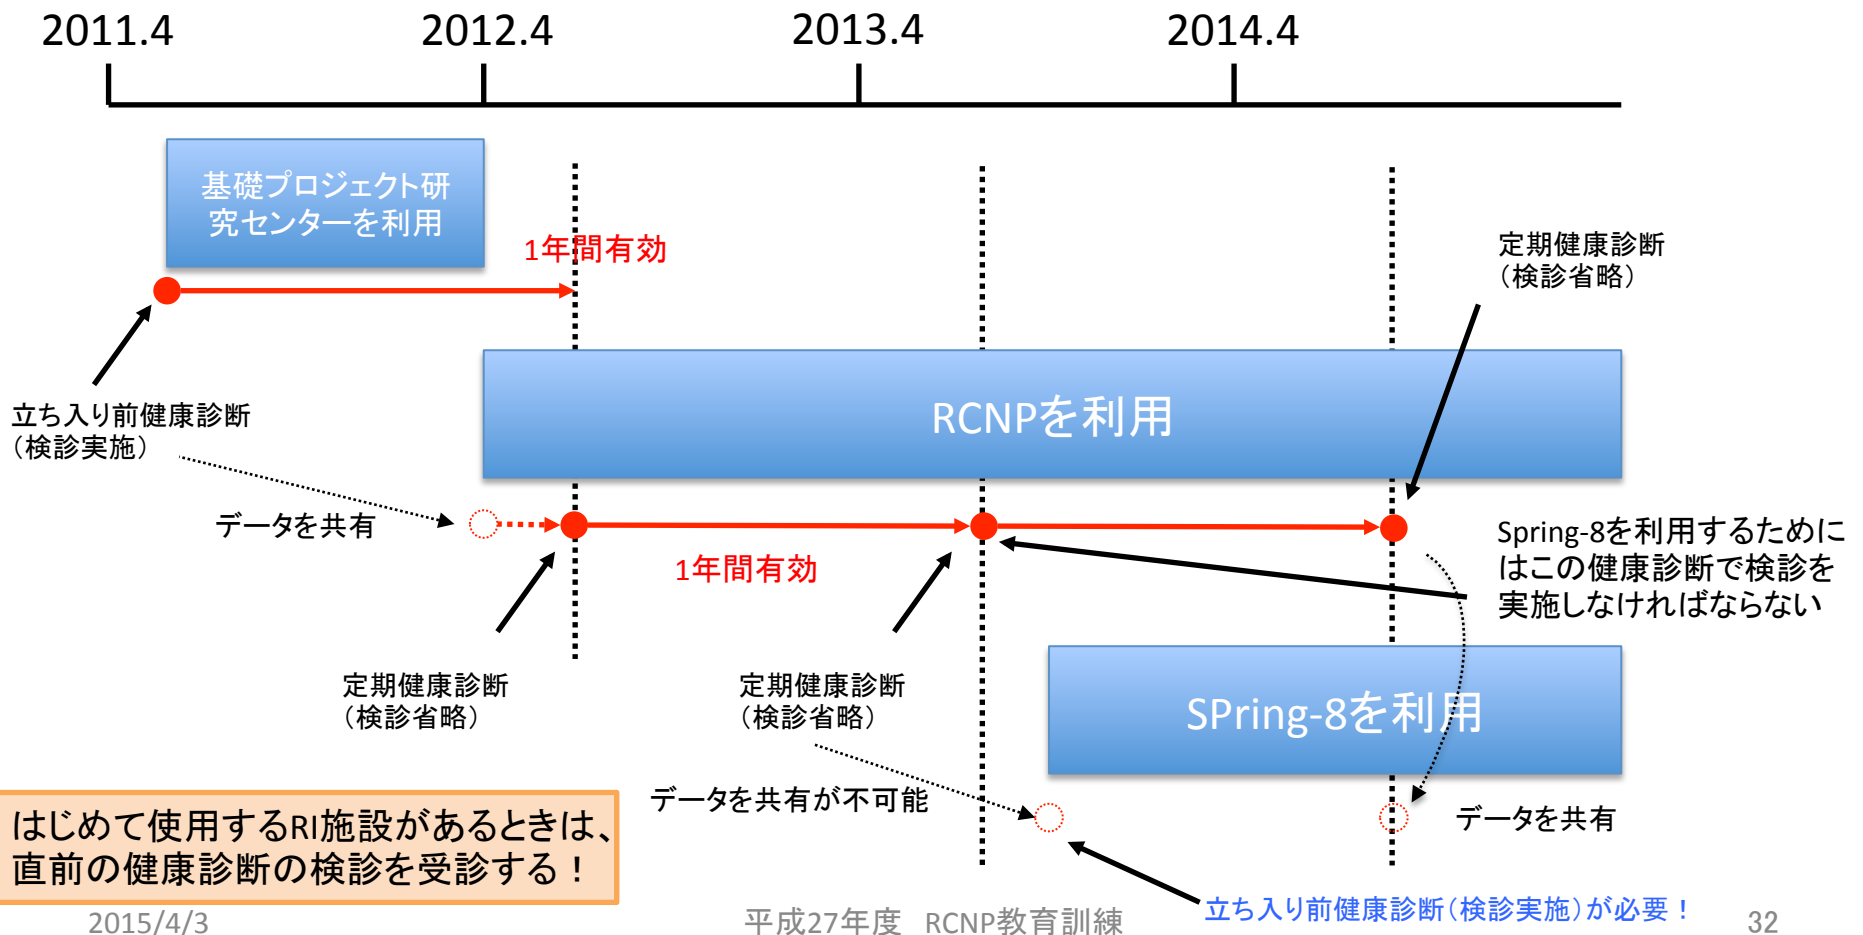 2011.4
2012.4
2013.4
2014.4
基礎プロジェクト研
究センターを利用
1年間有効
定期健康診断
（検診省略）
立ち入り前健康診断
（検診実施）
RCNPを利用
データを共有
1年間有効
Spring-8を利用するために
はこの健康診断で検診を
実施しなければならない
定期健康診断
（検診省略）
定期健康診断
（検診省略）
SPring-8を利用
データを共有が不可能
データを共有
はじめて使用するRI施設があるときは、
直前の健康診断の検診を受診する！
立ち入り前健康診断（検診実施）が必要！
2015/4/3
平成27年度　RCNP教育訓練
32